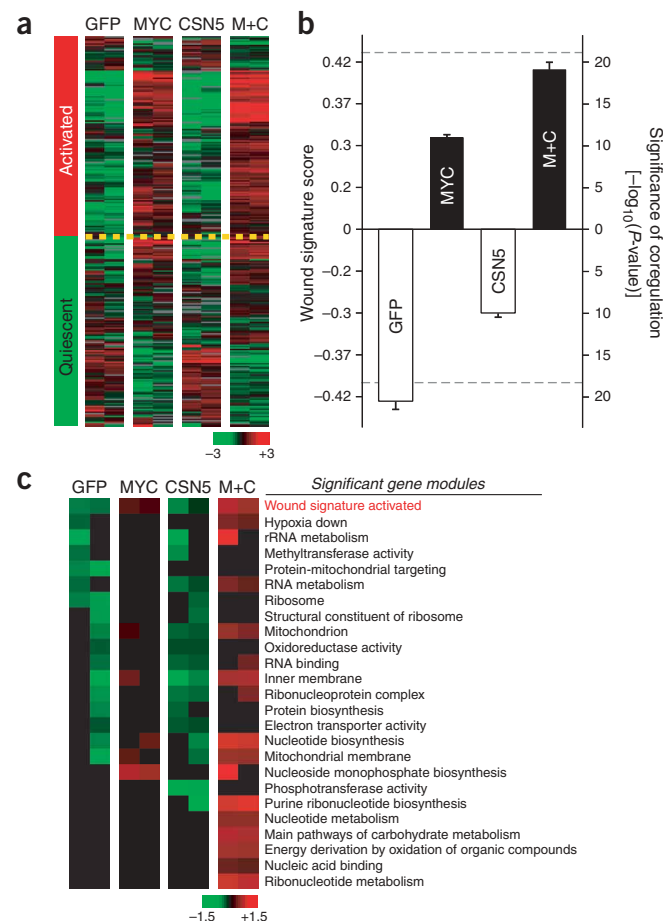 a
GFP MYC CSN5 M+C
Activated
Quiescent
−3 +3
b
Wound signature score
0.42
0.37
0.3
0.2
0
−0.2
−0.3
−0.37
−0.42
GFP
MYC
CSN5
M+C
20
15
10
5
0
5
10
15
20
Significance of coregulation
[−log10(P-value)]
c
GFP MYC CSN5 M+C Significant gene modules
Wound signature activated
Hypoxia down
rRNA metabolism
Methyltransferase activity
Protein-mitochondrial targeting
RNA metabolism
Ribosome
Structural constituent of ribosome
Mitochondrion
Oxidoreductase activity
RNA binding
Inner membrane
Ribonucleoprotein complex
Protein biosynthesis
Electron transporter activity
Nucleotide biosynthesis
Mitochondrial membrane
Nucleoside monophosphate biosynthesis
Phosphotransferase activity
Purine ribonucleotide biosynthesis
Nucleotide metabolism
Main pathways of carbohydrate metabolism
Energy derivation by oxidation of organic compounds
Nucleic acid binding
Ribonucleotide metabolism
−1.5 +1.5